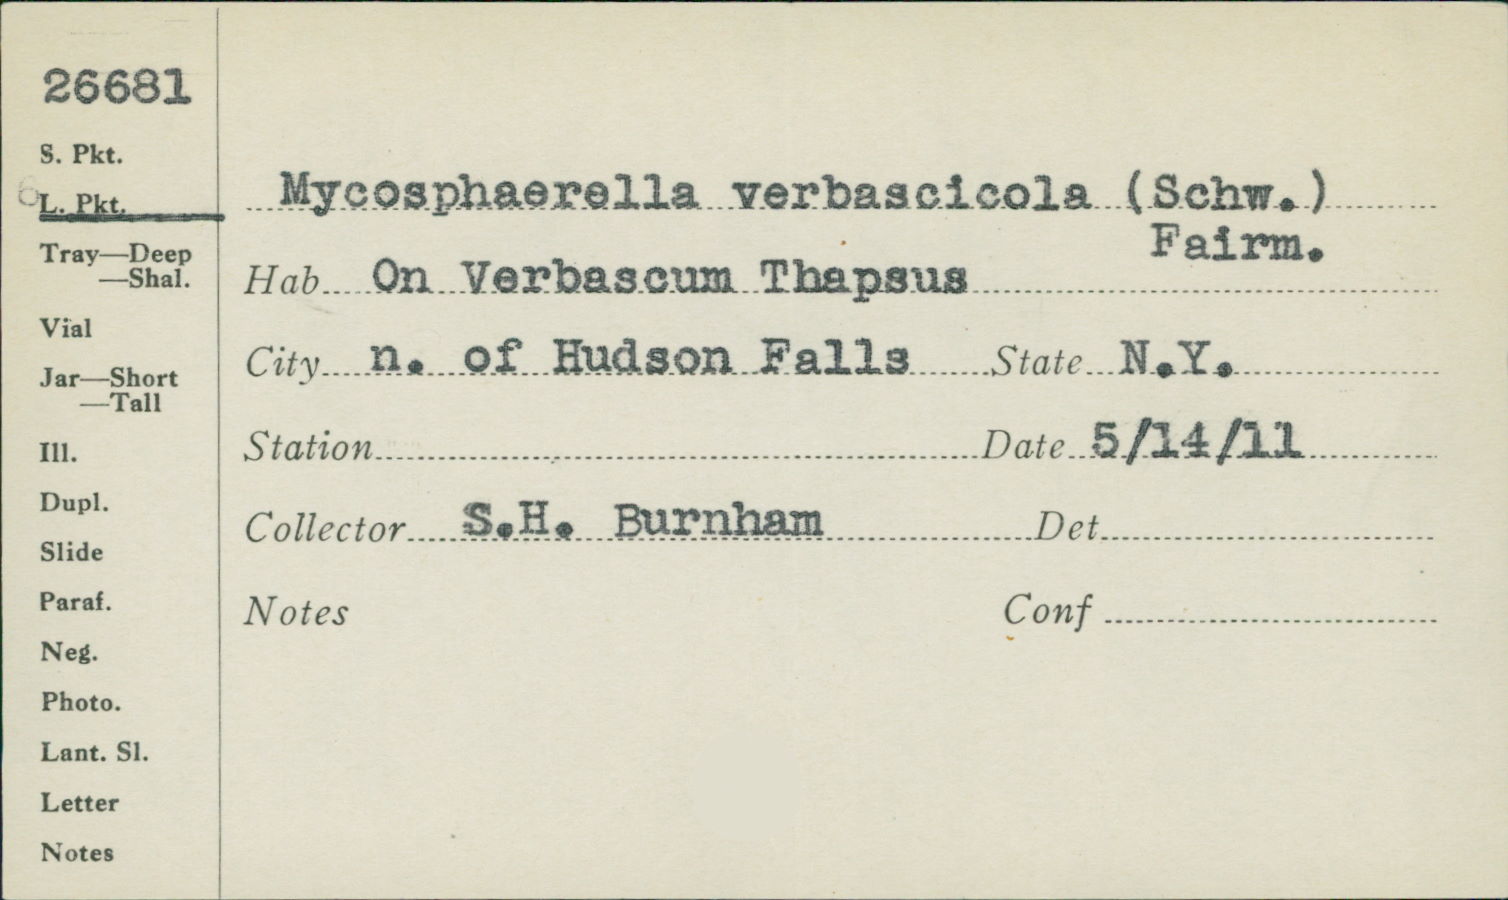 26681
S. Pkt.
6
L. Pkt.
Tray—Deep
—Shal.
Vial
Jar—Short
—Tall
Ill.
Dupl.
Slide
Paraf.
Neg.
Photo.
Lant. Sl.
Letter
Notes
Mycosphaerella verbascicola (Schw.)
Fairm.
Hab. On Verbascum Thapsus
City n. of Hudson Falls State N.Y.
Station Date 5/14/11
Collector S.H. Burnham Det.
Notes Conf